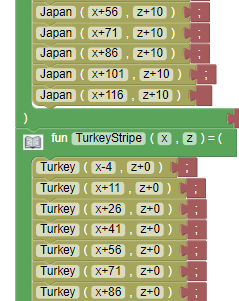 Japan ( x+56 , z+10 ) ;
Japan ( x+71 , z+10 ) ;
Japan ( x+86 , z+10 ) ;
Japan ( x+101 , z+10 ) ;
Japan ( x+116 , z+10 ) ;
)
fun TurkeyStripe ( x , z ) = (
Turkey ( x-4 , z+0 ) ;
Turkey ( x+11 , z+0 ) ;
Turkey ( x+26 , z+0 ) ;
Turkey ( x+41 , z+0 ) ;
Turkey ( x+56 , z+0 ) ;
Turkey ( x+71 , z+0 ) ;
Turkey ( x+86 , z+0 ) ;